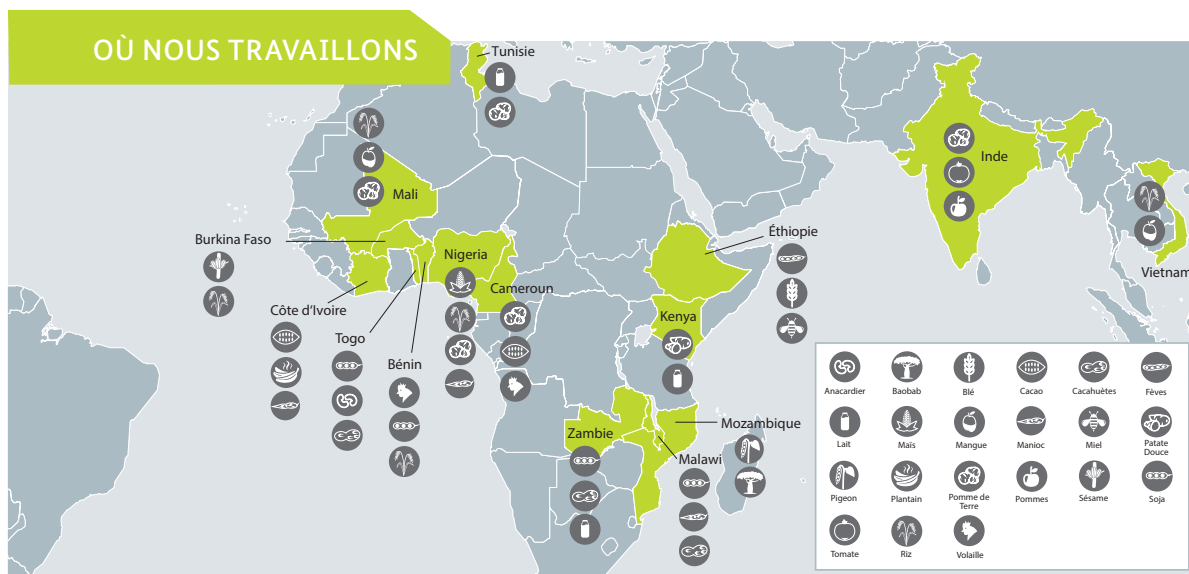 OÙ NOUS TRAVAILLONS
Tunisie
Mali
Inde
Burkina Faso
Nigeria
Éthiopie
Vietnam
Côte d'Ivoire
Cameroun
Togo
Kenya
Bénin
Zambie
Mozambique
Malawi
Anacardier
Baobab
Blé
Cacao
Cacahuètes
Fèves
Lait
Maïs
Mangue
Manioc
Miel
Patate
Douce
Pigeon
Plantain
Pomme de
Terre
Pommes
Sésame
Soja
Tomate
Riz
Volaille